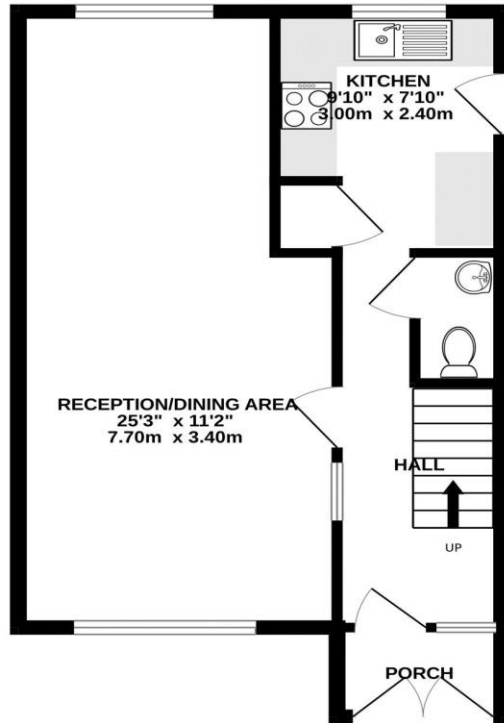 KITCHEN
9'10" x 7'10"
3.00m x 2.40m
RECEPTION/DINING AREA
25'3" x 11'2"
7.70m x 3.40m
HALL
UP
PORCH